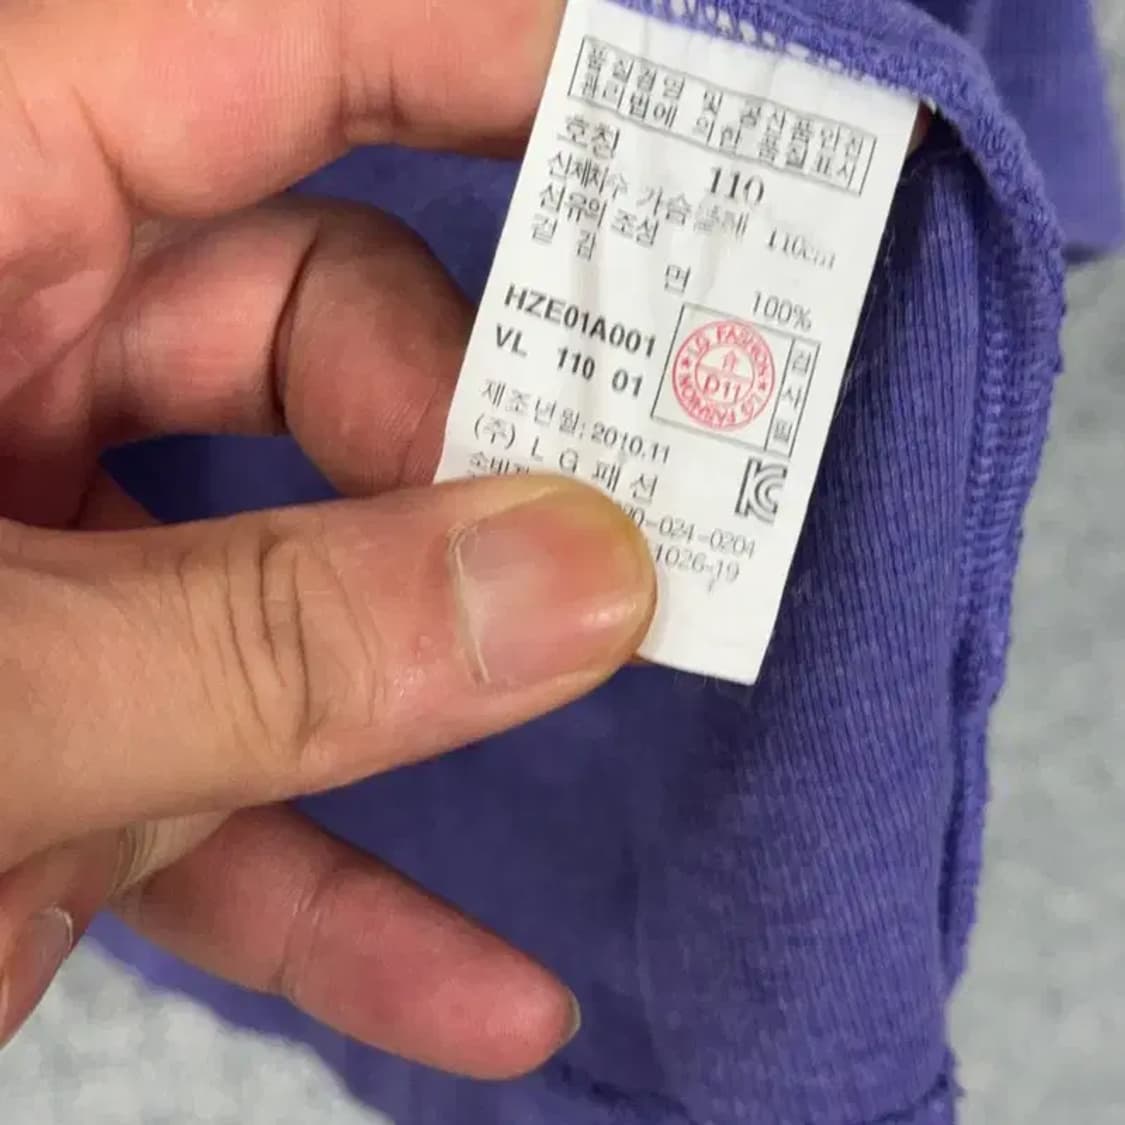 품질경영 및 공산품안전
관리법에 의한 품질표시
호칭 110
신체치수 가슴둘레 110cm
섬유의 조성
겉감
면 100%
HZE01A001
VL 110 01
LG FASHION
D11
검사필
제조년월: 2010.11
(주) L G 패션
-024-0204
1026-19